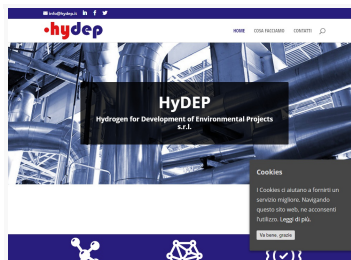 info@hydep.it
hydep
HOME COSA FACCIAMO CONTATTI
HyDEP
Hydrogen for Development of Environmental Projects
s.r.l.
Cookies
I Cookies ci aiutano a fornirti un
servizio migliore. Navigando
questo sito web, ne acconsenti
l'utilizzo. Leggi di più.
Va bene, grazie